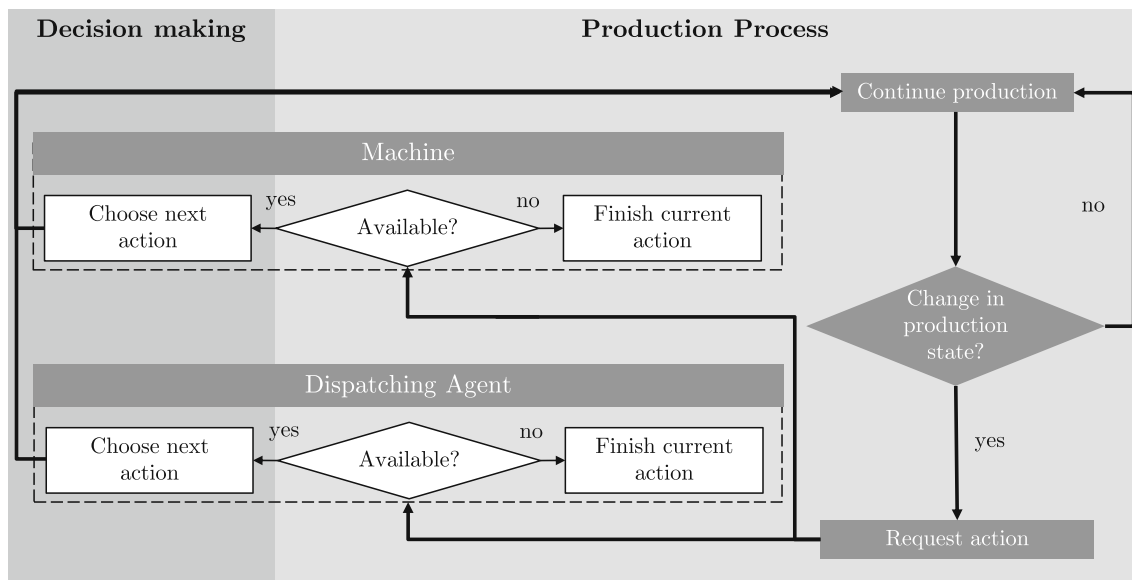 Decision making
Production Process
Continue production
Machine
yes
no
Choose next
action
Available?
Finish current
action
no
Change in
production
state?
Dispatching Agent
yes
no
Choose next
action
Available?
Finish current
action
yes
Request action